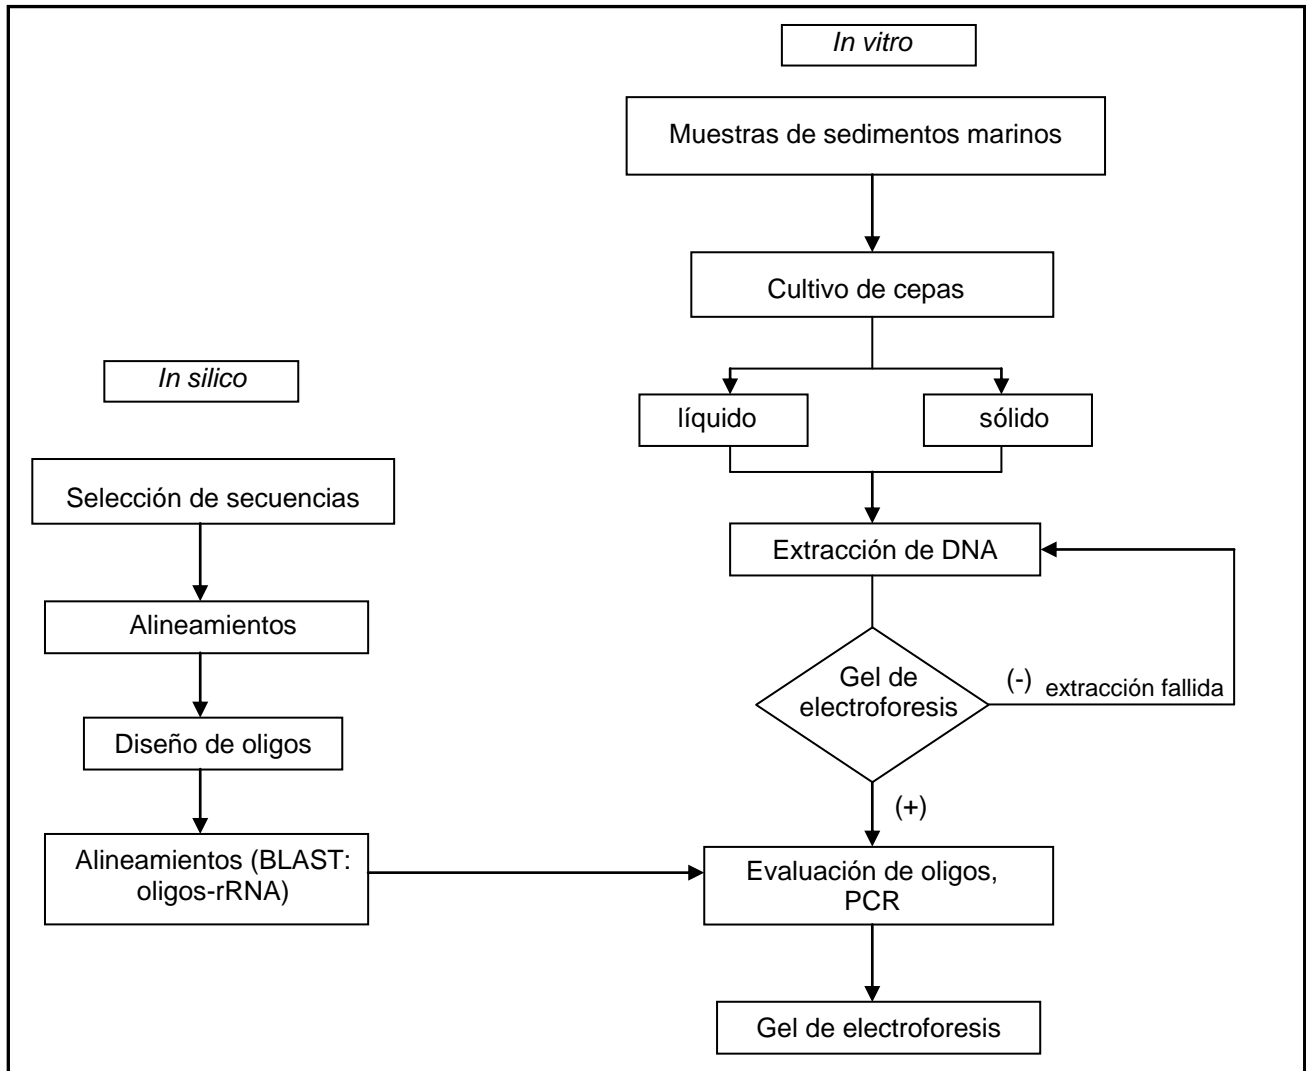 In vitro
Muestras de sedimentos marinos
Cultivo de cepas
líquido
sólido
Extracción de DNA
Gel de
electroforesis
(-) extracción fallida
(+)
Evaluación de oligos,
PCR
Gel de electroforesis
In silico
Selección de secuencias
Alineamientos
Diseño de oligos
Alineamientos (BLAST:
oligos-rRNA)